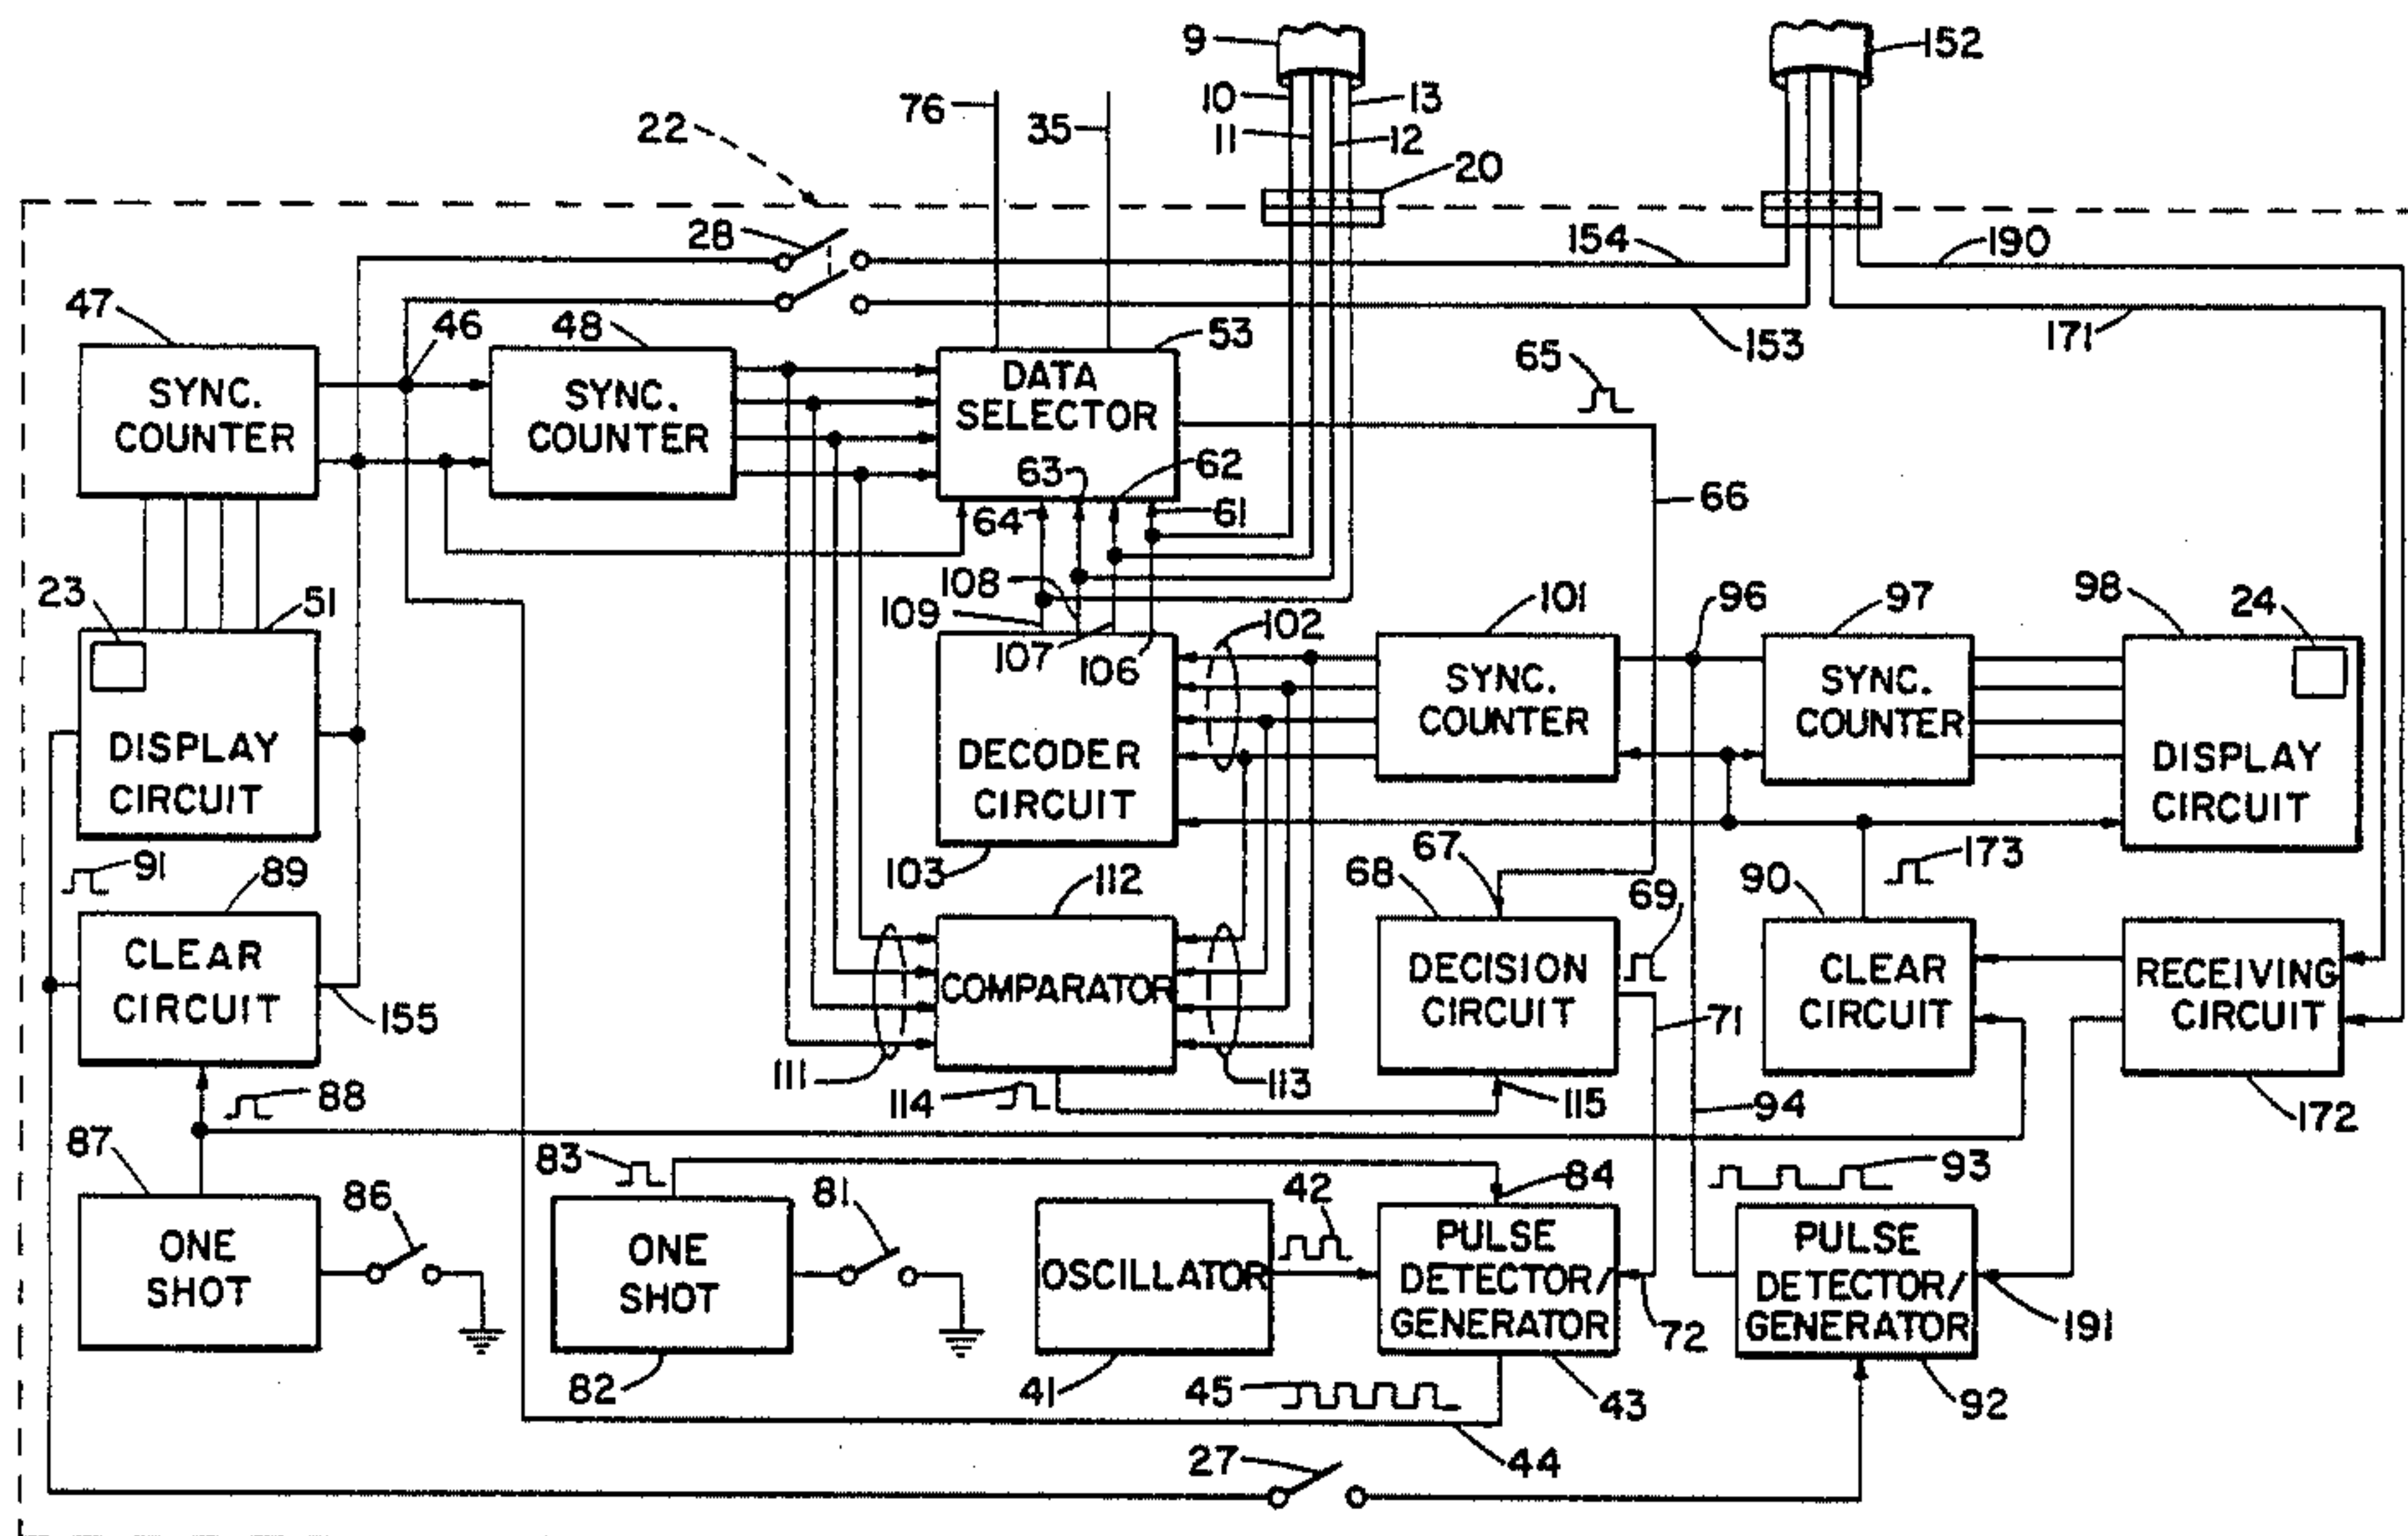 9
152
76
10
13
22
35
11
12
20
28
154
190
47
46
48
53
65
153
171
SYNC.
COUNTER
SYNC.
COUNTER
DATA
SELECTOR
63
62
64
61
66
23
51
108
109
102
101
96
97
98
24
107
106
SYNC.
COUNTER
SYNC.
COUNTER
DISPLAY
CIRCUIT
DECODER
CIRCUIT
DISPLAY
CIRCUIT
91
89
103
112
68
67
69
90
173
CLEAR
CIRCUIT
COMPARATOR
DECISION
CIRCUIT
CLEAR
CIRCUIT
RECEIVING
CIRCUIT
155
71
111
114
113
115
94
172
88
87
83
84
93
86
81
42
ONE
SHOT
ONE
SHOT
OSCILLATOR
PULSE
DETECTOR/
GENERATOR
PULSE
DETECTOR/
GENERATOR
72
191
82
41
45
43
92
27
44